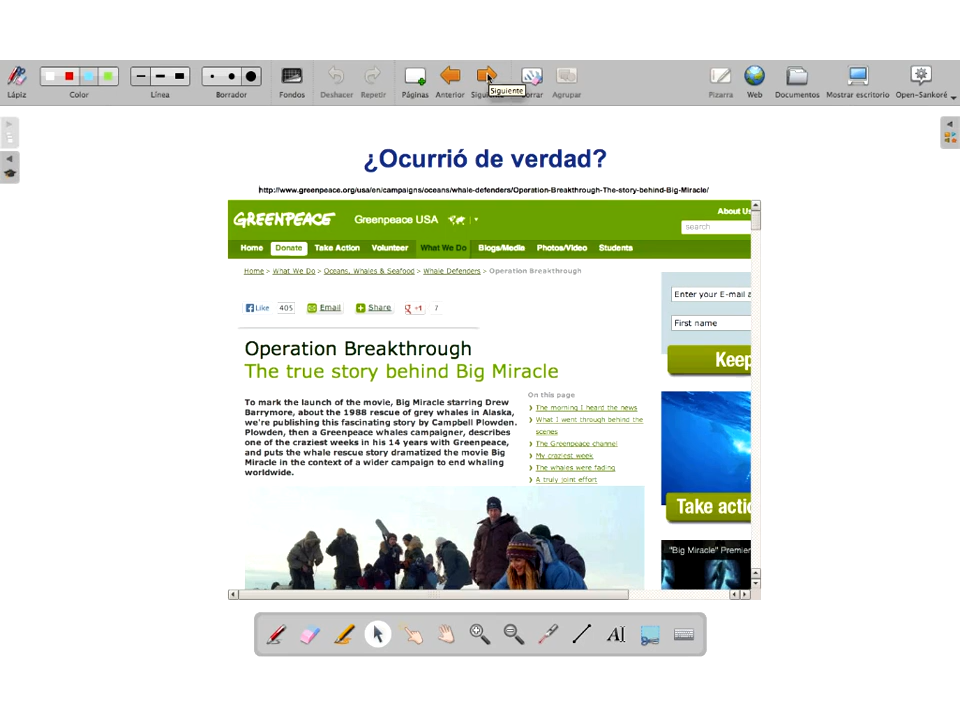 Lápiz
Color
Línea
Borrador
Fondos
Deshacer
Repetir
Páginas
Anterior
Siguiente
Agrupar
Pizarra
Web
Documentos
Mostrar escritorio
Open-Sankoré
¿Ocurrió de verdad?
http://www.greenpeace.org/usa/en/campaigns/oceans/whale-defenders/Operation-Breakthrough-The-story-behind-Big-Miracle/
GREENPEACE
Greenpeace USA
About Us
search
Home
Donate
Take Action
Volunteer
What We Do
Blogs/Media
Photos/Video
Students
Home > What We Do > Oceans, Whales & Seafood > Whale Defenders > Operation Breakthrough
Like 405
Email
Share
+1 7
Enter your E-mail a
First name
Keep
Operation Breakthrough
The true story behind Big Miracle
To mark the launch of the movie, Big Miracle starring Drew
Barrymore, about the 1988 rescue of grey whales in Alaska,
we're publishing this fascinating story by Campbell Plowden.
Plowden, then a Greenpeace whales campaigner, describes
one of the craziest weeks in his 14 years with Greenpeace,
and puts the whale rescue story dramatized the movie Big
Miracle in the context of a wider campaign to end whaling
worldwide.
On this page
The morning I heard the news
What I went through behind the
scenes
The Greenpeace channel
My craziest week
The whales were fading
A truly joint effort
Take actio
"Big Miracle" Premier
AI